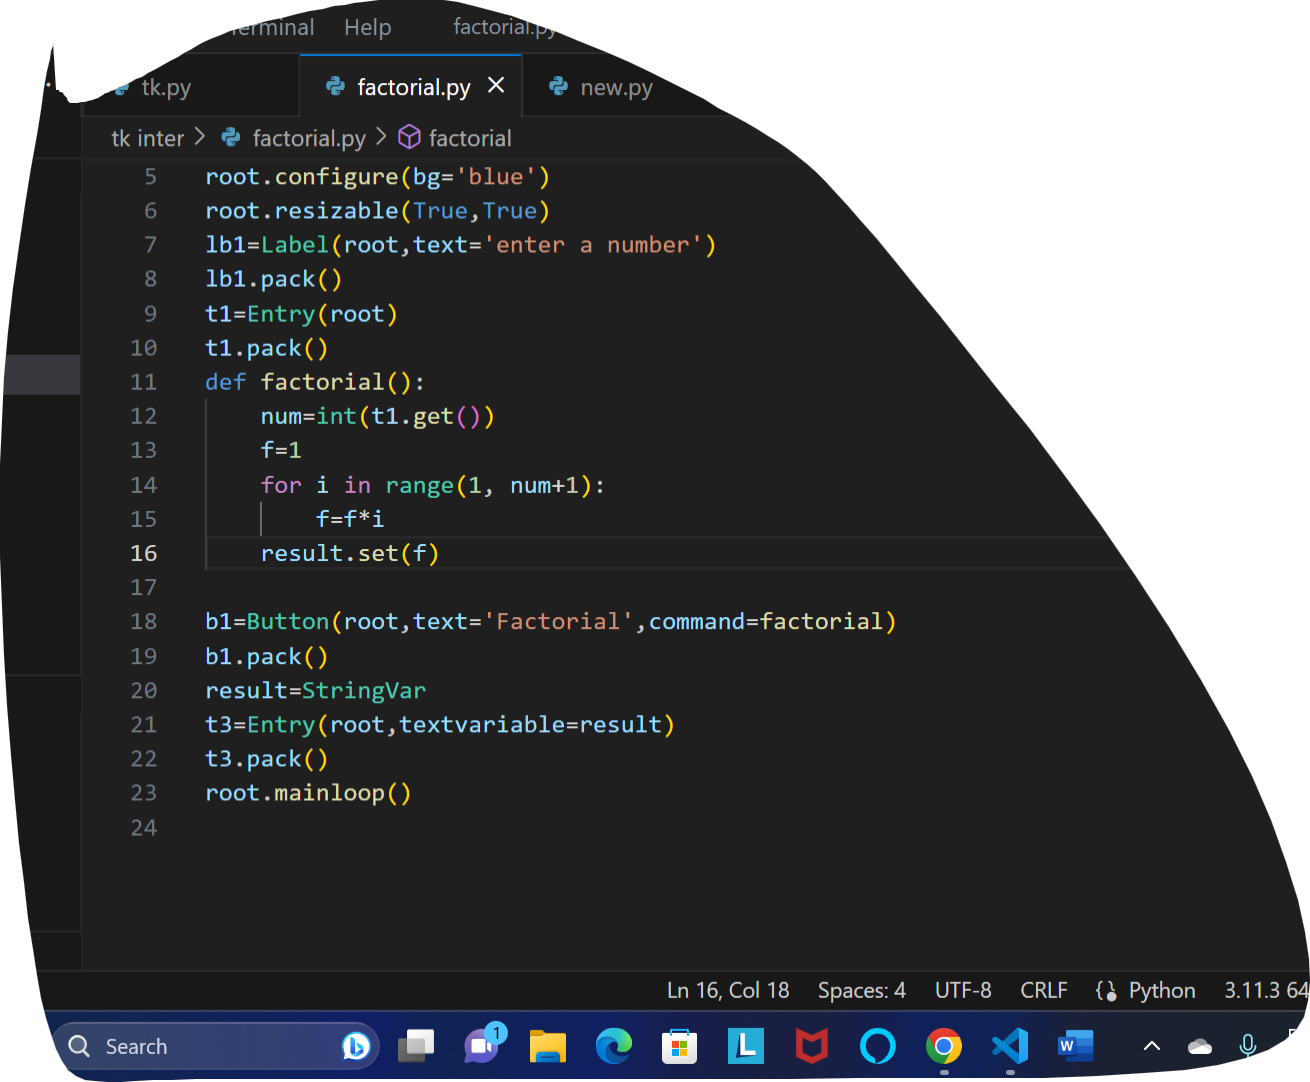 Terminal Help factorial.py
tk.py factorial.py new.py
tk inter > factorial.py > factorial
5 root.configure(bg='blue')
6 root.resizable(True,True)
7 lb1=Label(root,text='enter a number')
8 lb1.pack()
9 t1=Entry(root)
10 t1.pack()
11 def factorial():
12     num=int(t1.get())
13     f=1
14     for i in range(1, num+1):
15         f=f*i
16     result.set(f)
17
18 b1=Button(root,text='Factorial',command=factorial)
19 b1.pack()
20 result=StringVar
21 t3=Entry(root,textvariable=result)
22 t3.pack()
23 root.mainloop()
24
Ln 16, Col 18 Spaces: 4 UTF-8 CRLF Python 3.11.3 64
Search 1 L W